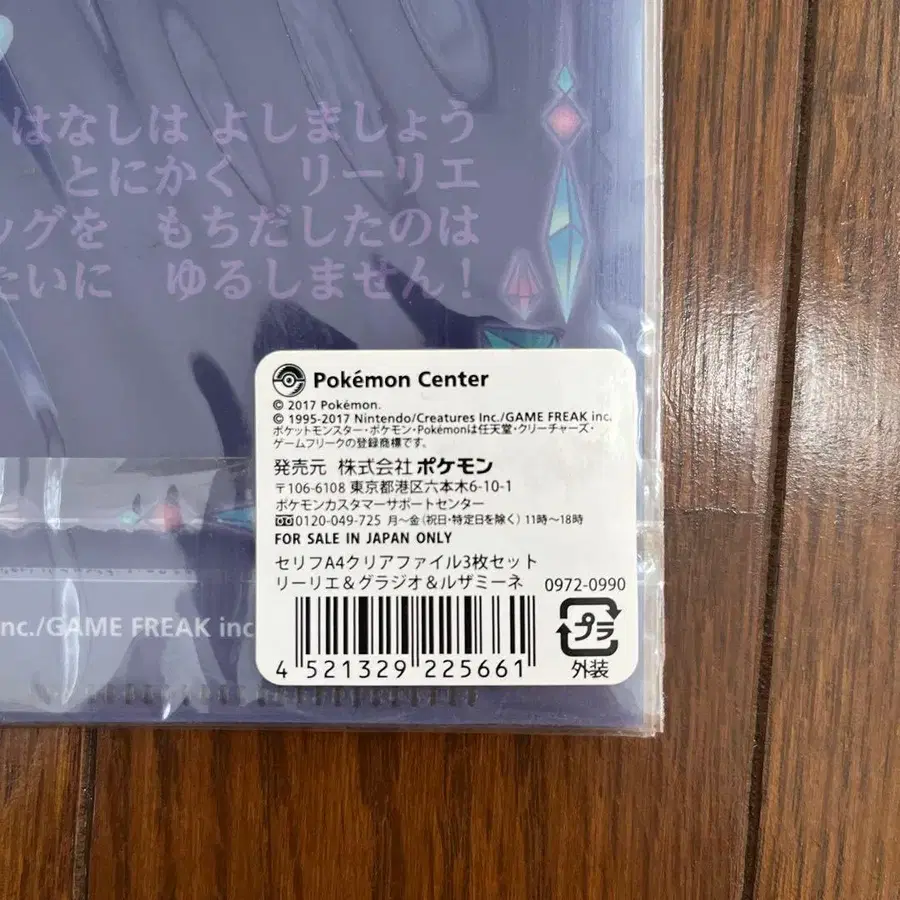 はなしは よしましょう
とにかく リーリエ
ッグを もちだしたのは
たいに ゆるしません！
Pokémon Center
© 2017 Pokémon.
© 1995-2017 Nintendo/Creatures Inc./GAME FREAK inc.
ポケットモンスター・ポケモン・Pokémonは任天堂・クリーチャーズ・
ゲームフリークの登録商標です。
発売元 株式会社 ポケモン
〒106-6108 東京都港区六本木6-10-1
ポケモンカスタマーサポートセンター
0120-049-725 月〜金(祝日・特定日を除く) 11時〜18時
FOR SALE IN JAPAN ONLY
セリフA4クリアファイル3枚セット
リーリエ＆グラジオ＆ルザミーネ 0972-0990
4 521329 225661
プラ
外装
nc./GAME FREAK inc